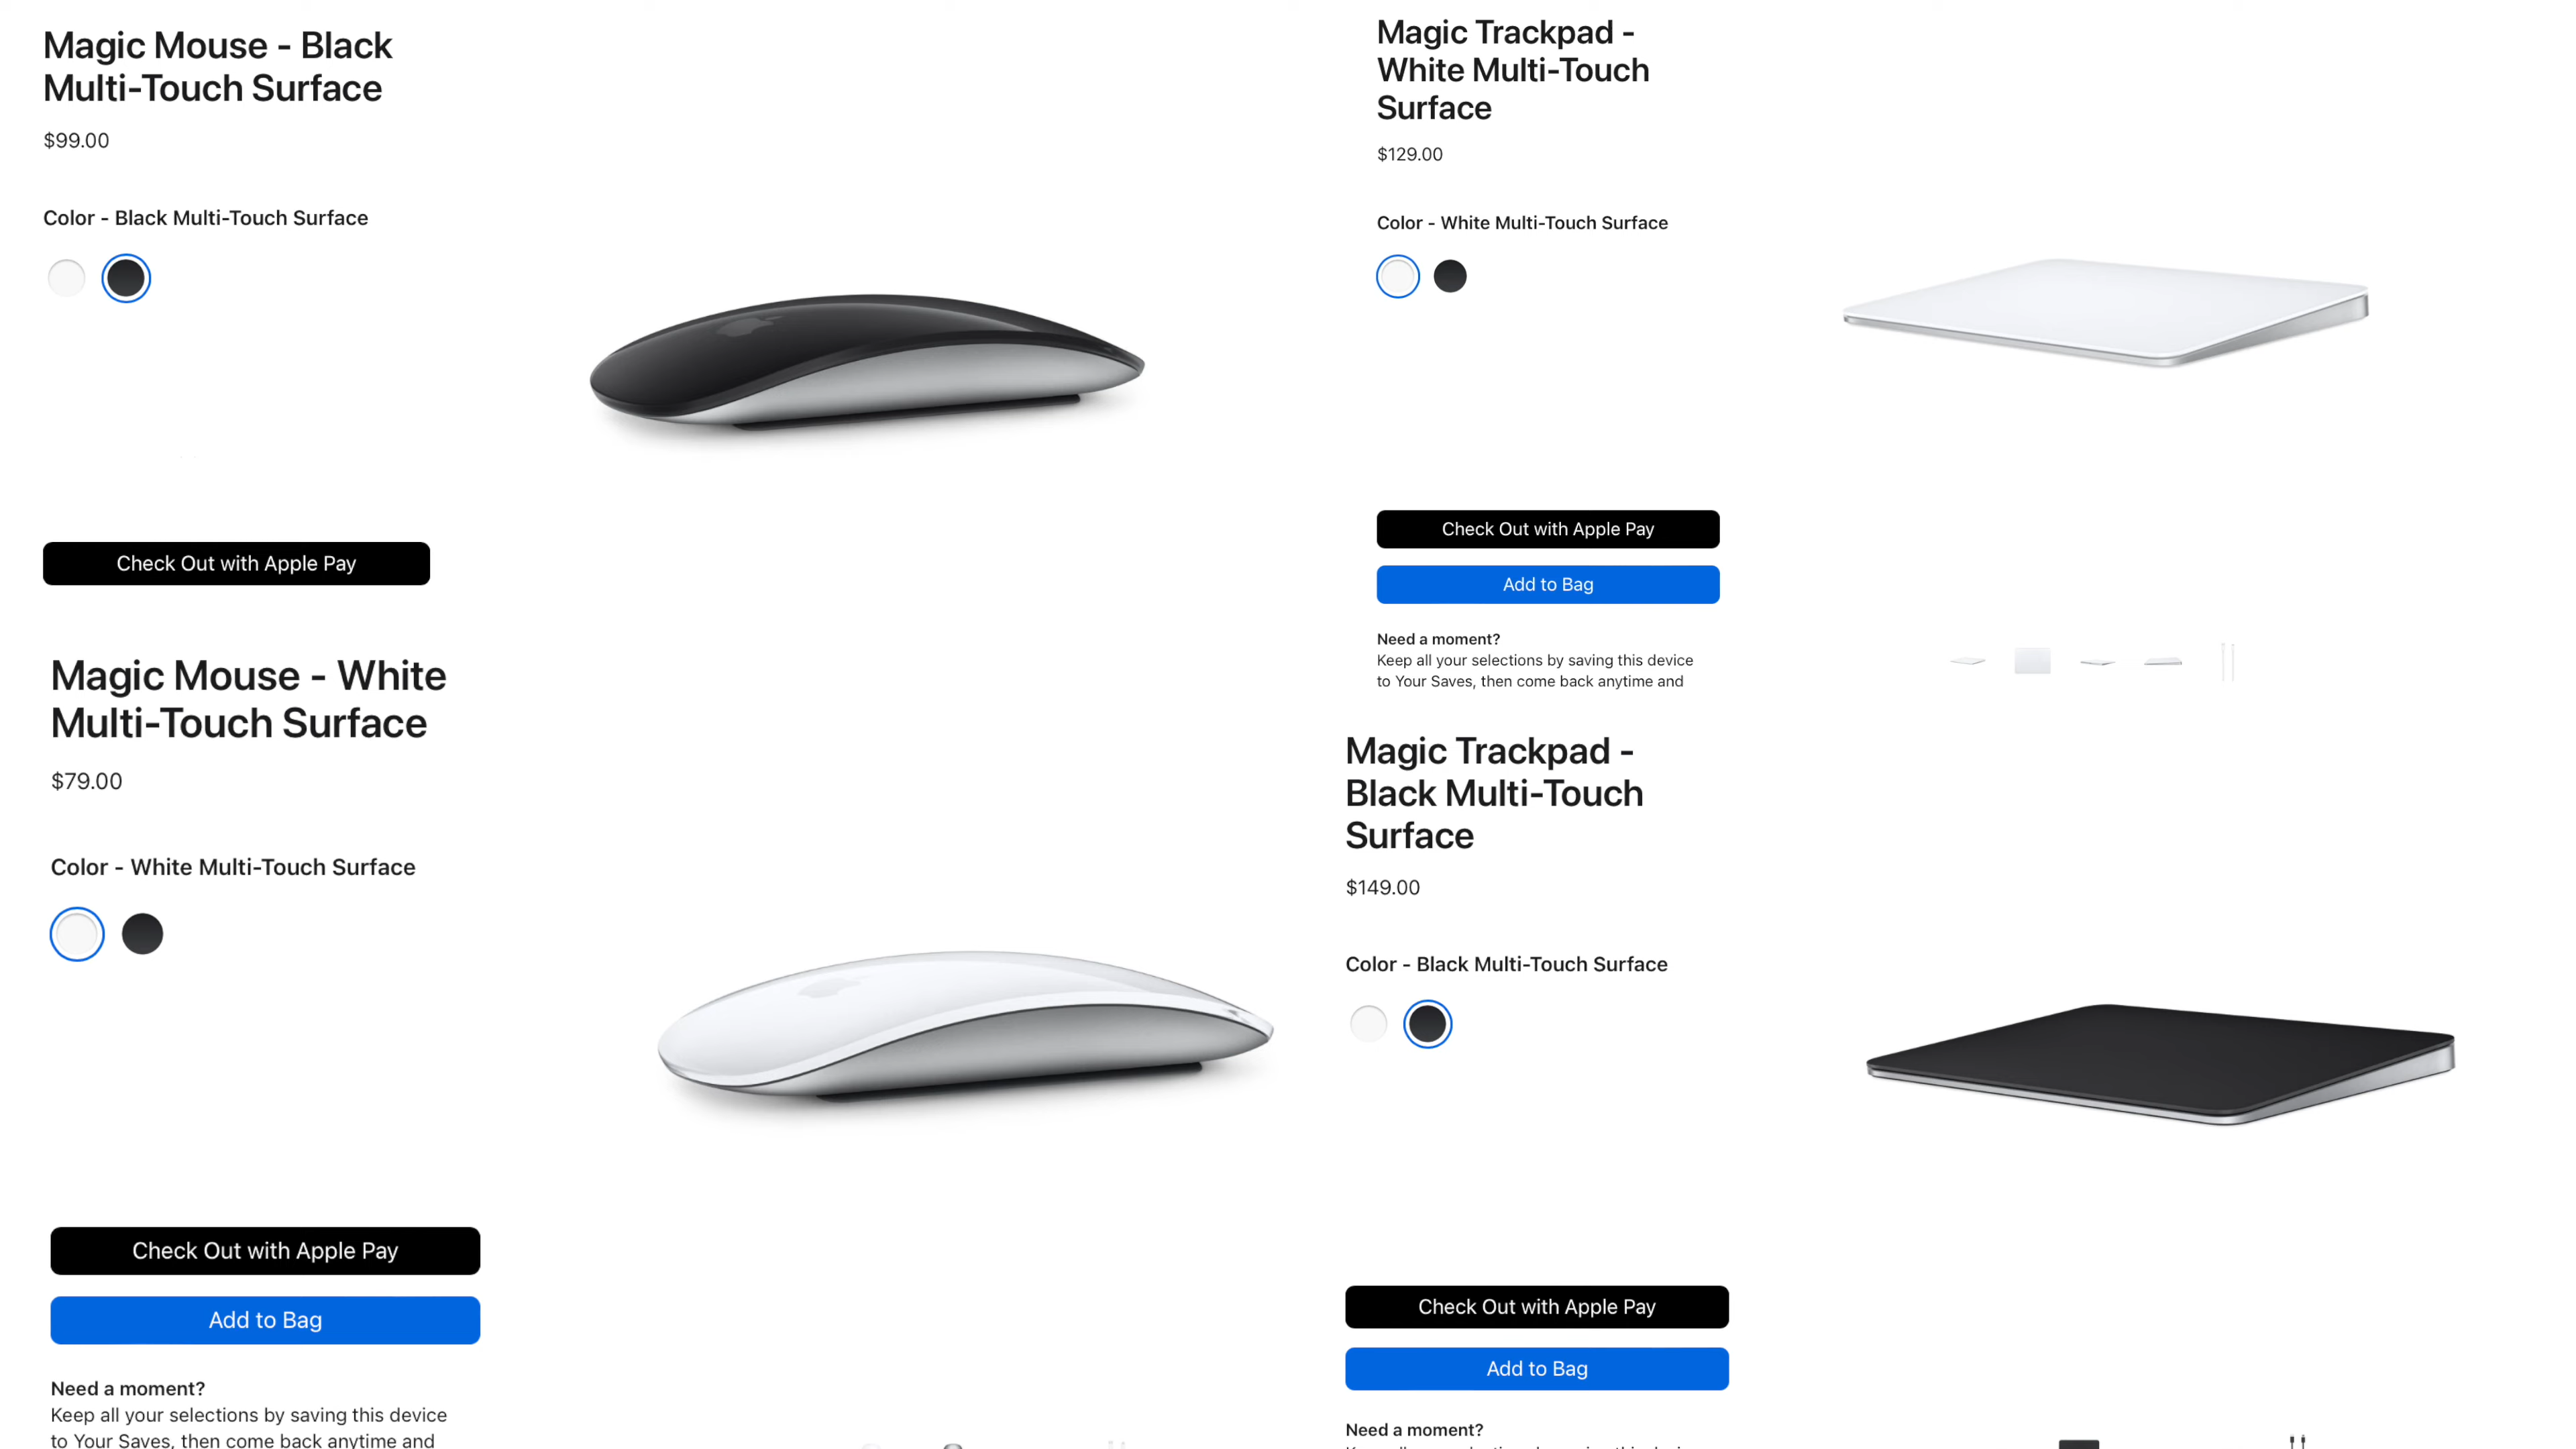 Magic Mouse - Black
Multi-Touch Surface
$99.00
Color - Black Multi-Touch Surface
Check Out with Apple Pay
Magic Mouse - White
Multi-Touch Surface
$79.00
Color - White Multi-Touch Surface
Check Out with Apple Pay
Add to Bag
Need a moment?
Keep all your selections by saving this device
to Your Saves, then come back anytime and
Magic Trackpad -
White Multi-Touch
Surface
$129.00
Color - White Multi-Touch Surface
Check Out with Apple Pay
Add to Bag
Need a moment?
Keep all your selections by saving this device
to Your Saves, then come back anytime and
Magic Trackpad -
Black Multi-Touch
Surface
$149.00
Color - Black Multi-Touch Surface
Check Out with Apple Pay
Add to Bag
Need a moment?